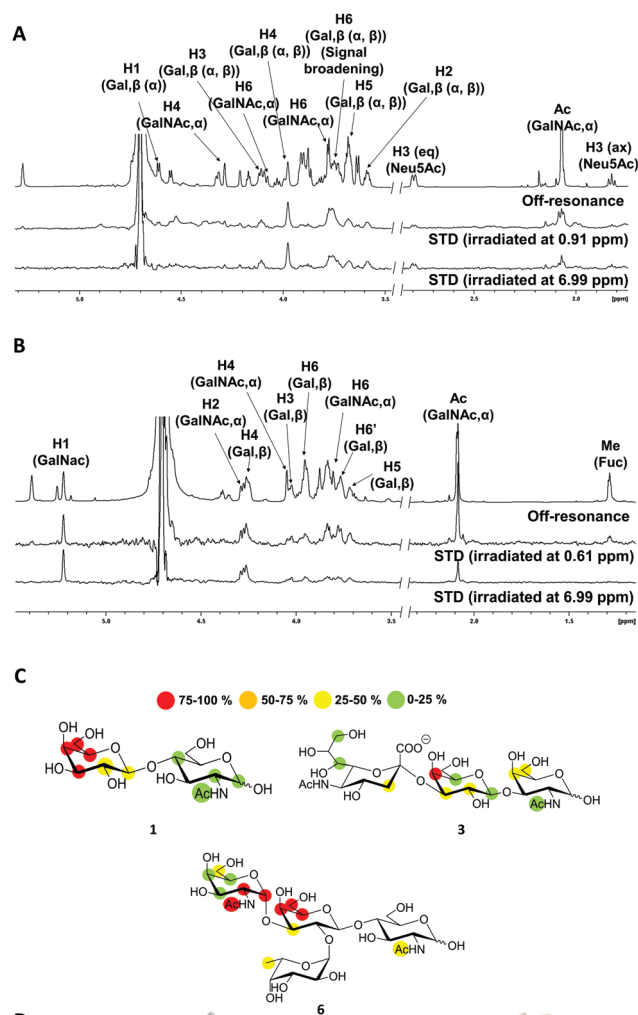 A
H6
H4
(Gal,β (α, β))
H3
(Gal,β (α, β))
(Signal
H1
(Gal,β (α, β))
broadening)
H2
(Gal,β (α))
H6
H5
(Gal,β (α, β))
H4
(GalNAc,α)
H6
(Gal,β (α, β))
Ac
(GalNAc,α)
(GalNAc,α)
(GalNAc,α)
H3 (eq)
H3 (ax)
(Neu5Ac)
(Neu5Ac)
Off-resonance
STD (irradiated at 0.91 ppm)
STD (irradiated at 6.99 ppm)
5.0 4.5 4.0 3.5 2.5 2.0 [ppm]
B
H4
H6
(GalNAc,α)
(Gal,β)
H6
Ac
H2
H3
(GalNAc,α)
(GalNAc,α)
(GalNAc,α)
(Gal,β)
H1
H4
H6'
Me
(GalNac)
(Gal,β)
(Gal,β)
(Fuc)
H5
(Gal,β)
Off-resonance
STD (irradiated at 0.61 ppm)
STD (irradiated at 6.99 ppm)
5.0 4.5 4.0 3.5 2.0 1.5 [ppm]
C
75-100 % 50-75 % 25-50 % 0-25 %
OH OH O HO OH O OH O HO AcHN OH
1
OH HO HO AcHN OH O COO⊖ O OH OH O OH O OH OH O AcHN OH
3
OH OH O HO AcHN O OH OH O O OH O HO AcHN OH O O OH HO OH
6